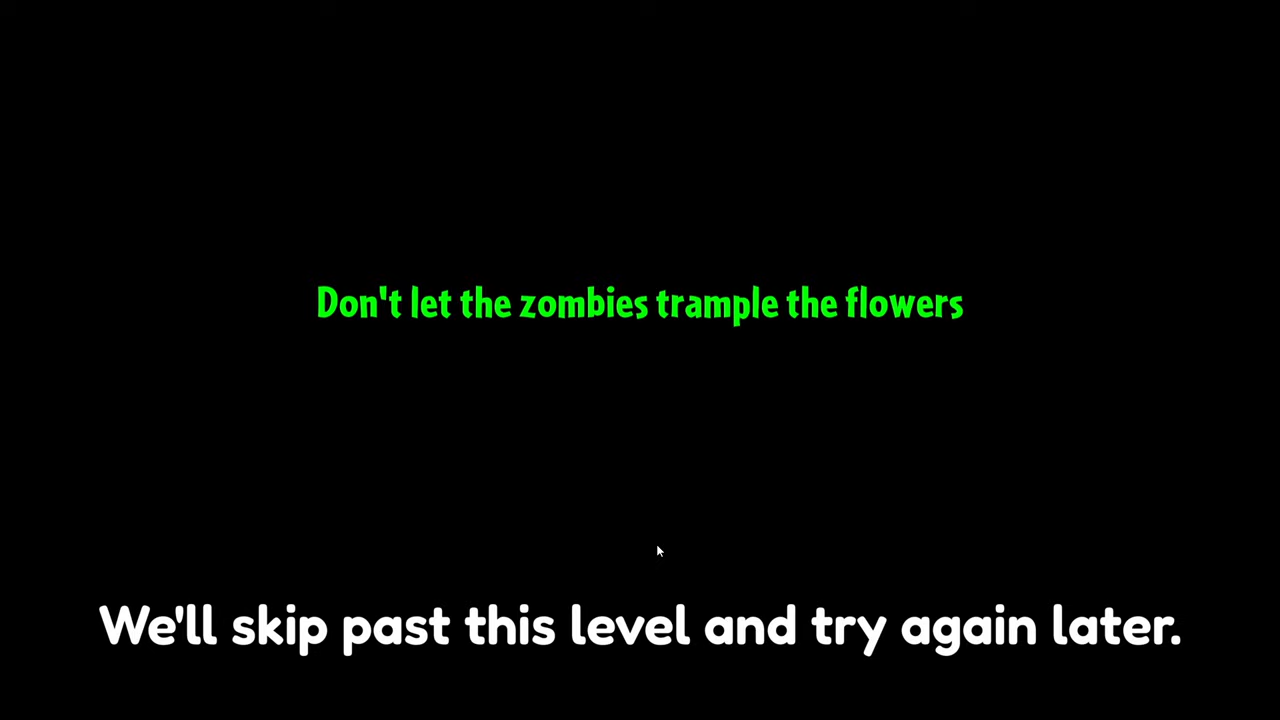 Don't let the zombies trample the flowers
We'll skip past this level and try again later.